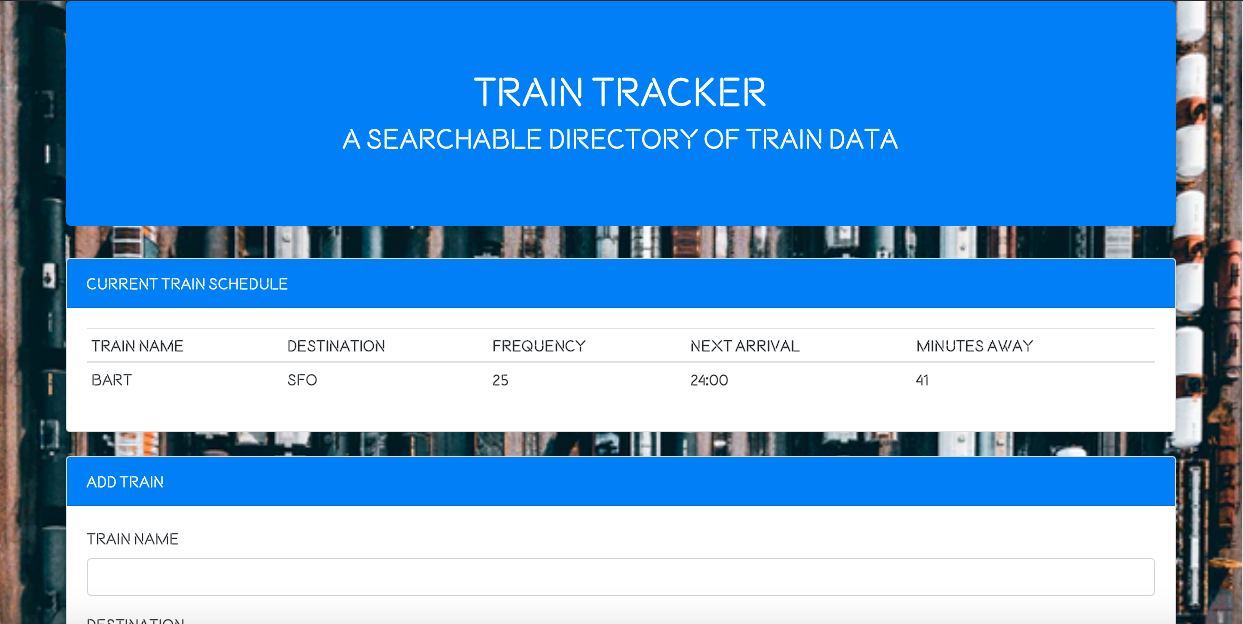 TRAIN TRACKER
A SEARCHABLE DIRECTORY OF TRAIN DATA
CURRENT TRAIN SCHEDULE
TRAIN NAME DESTINATION FREQUENCY NEXT ARRIVAL MINUTES AWAY
BART SFO 25 24:00 41
ADD TRAIN
TRAIN NAME
DESTINATION